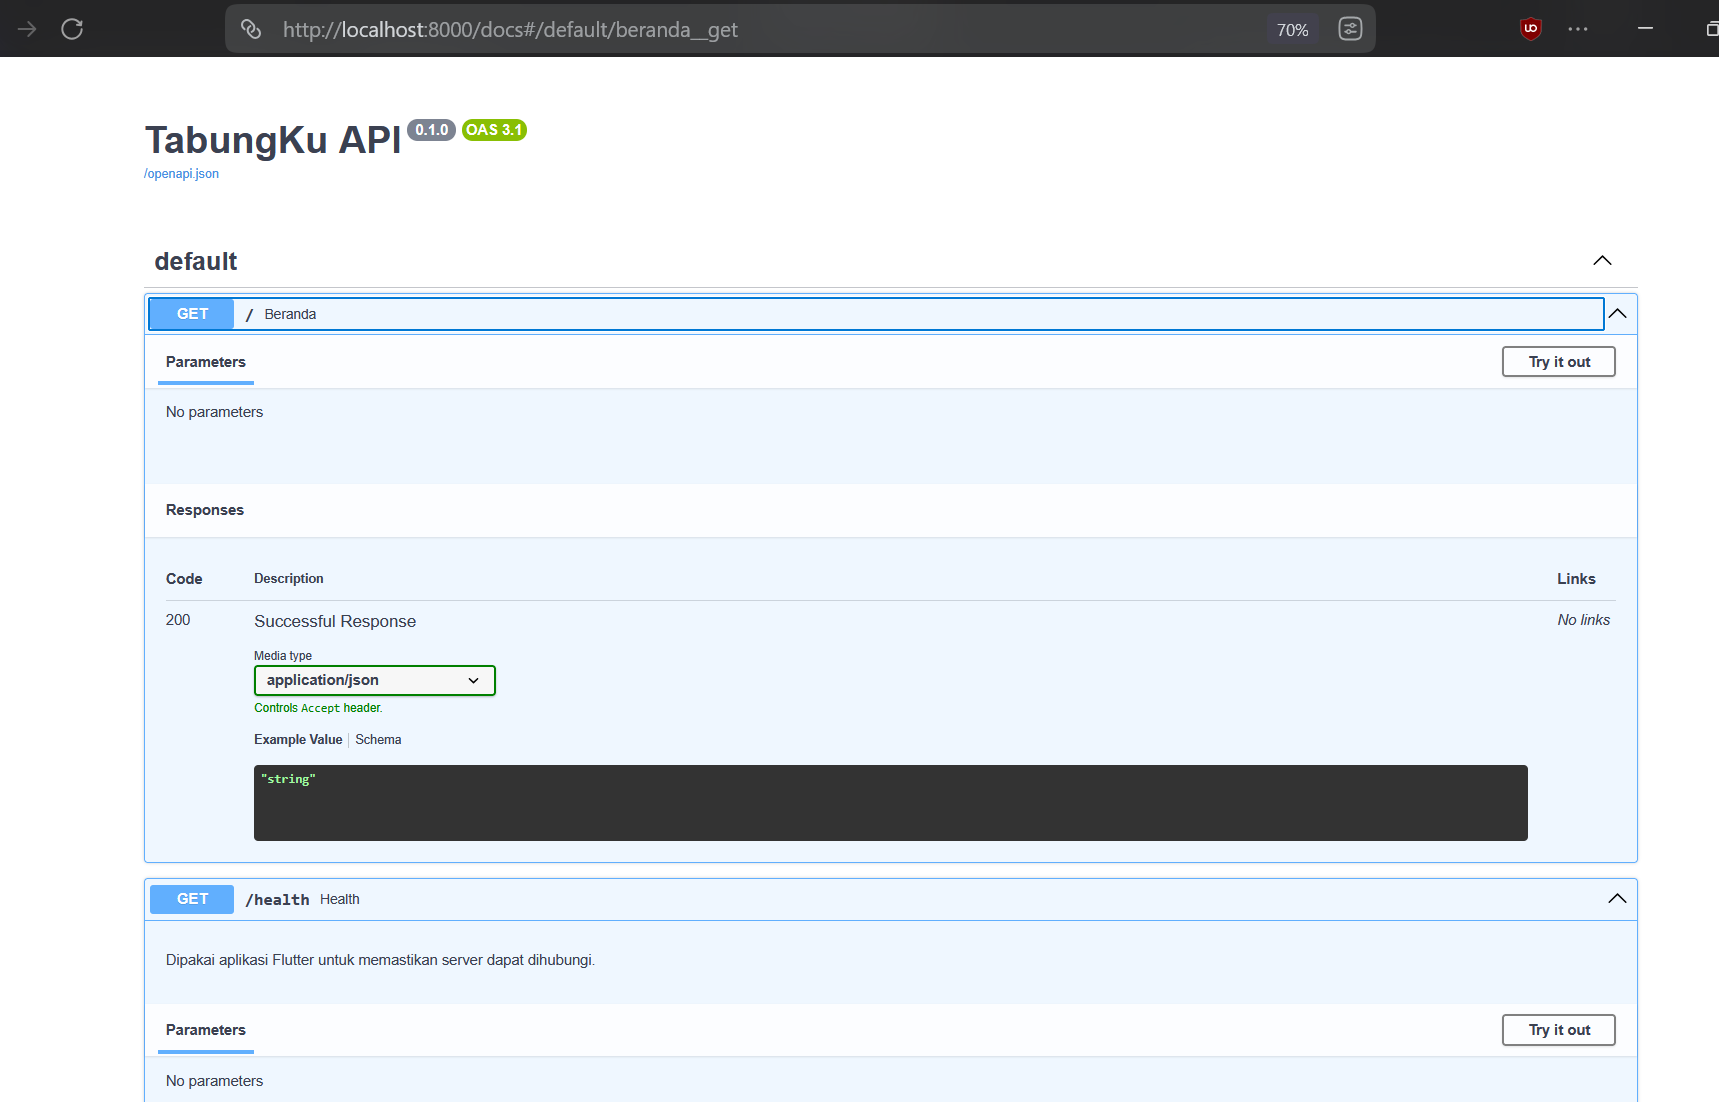 http://localhost:8000/docs#/default/beranda__get
70%
TabungKu API 0.1.0 OAS 3.1
/openapi.json
default
GET / Beranda
Parameters Try it out
No parameters
Responses
Code Description Links
200 Successful Response No links
Media type
application/json
Controls Accept header.
Example Value Schema
"string"
GET /health Health
Dipakai aplikasi Flutter untuk memastikan server dapat dihubungi.
Parameters Try it out
No parameters